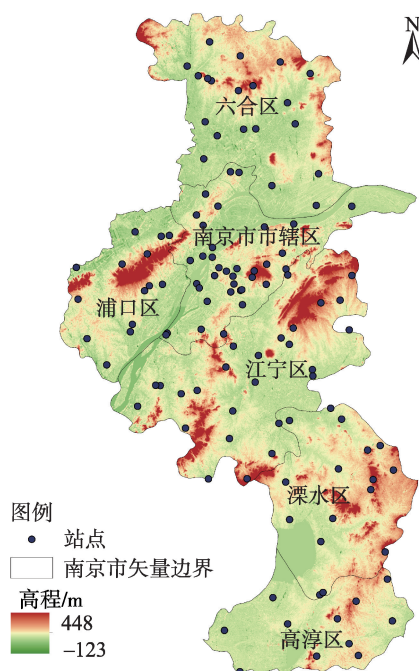 N
六合区
南京市市辖区
浦口区
江宁区
溧水区
图例
站点
南京市矢量边界
高程/m
448
−123
高淳区